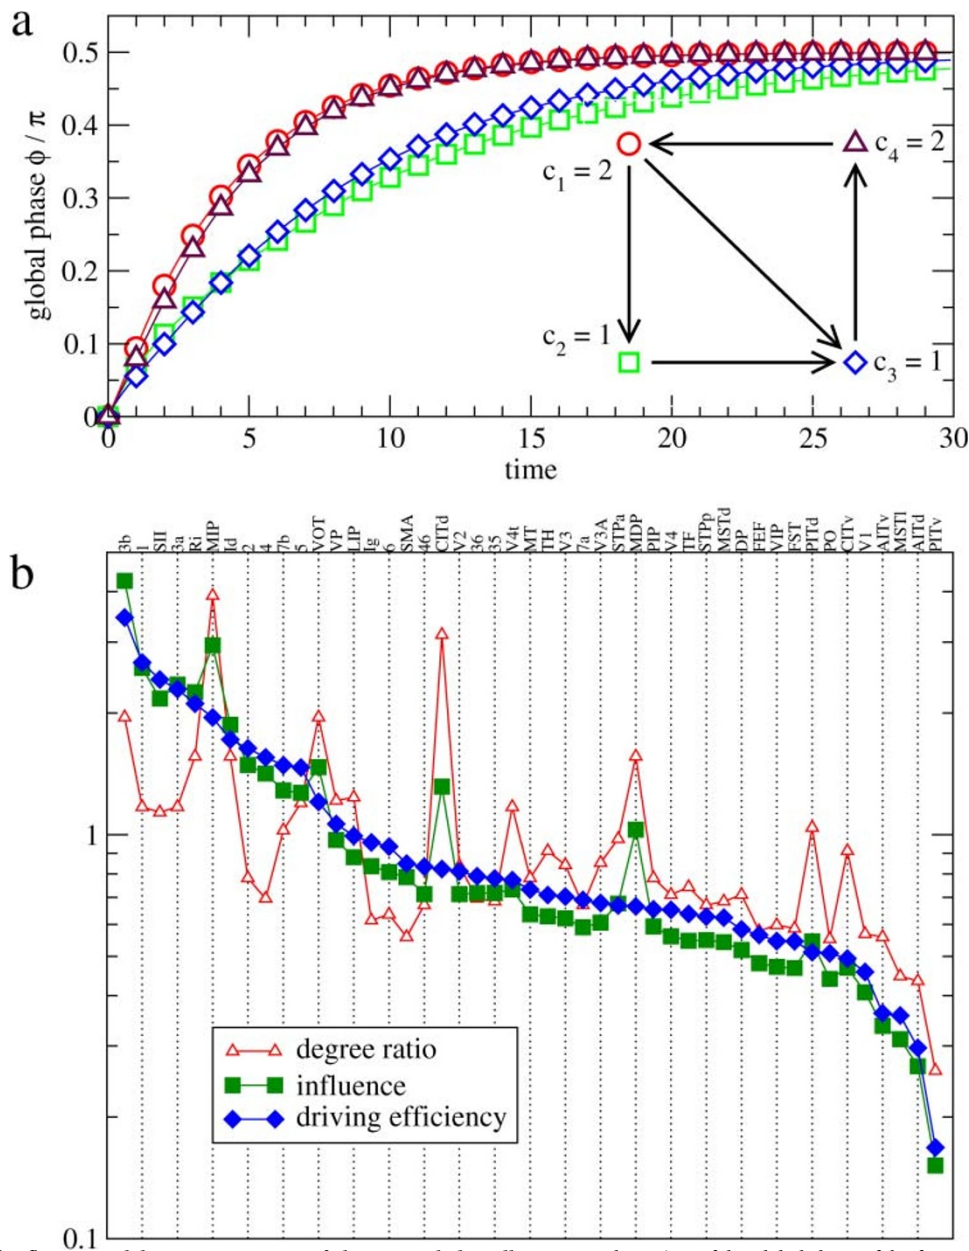 a
global phase ϕ / π
0.5
0.4
0.3
0.2
0.1
0
0 5 10 15 20 25 30
time
c1 = 2
c4 = 2
c2 = 1
c3 = 1
b
3b 1 SII 3a Ri MIP Id 2 4 7b 5 VOT VP LIP Ig 6 SMA 46 CITd V2 36 35 V4t MT TH V3 7a V3A STPa MDP PIP V4 TF STPp MSTd DP FEF VIP FST PITd PO CITv V1 AITv MSTl AITd PITv
1
0.1
degree ratio
influence
driving efficiency